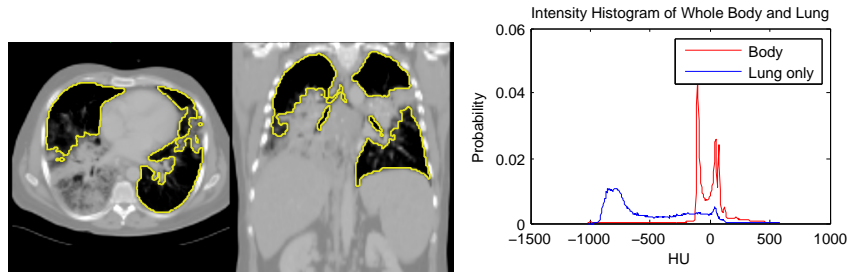 Intensity Histogram of Whole Body and Lung
0.06
0.04
0.02
0
Probability
Body
Lung only
−1500
−1000
−500
0
500
1000
HU